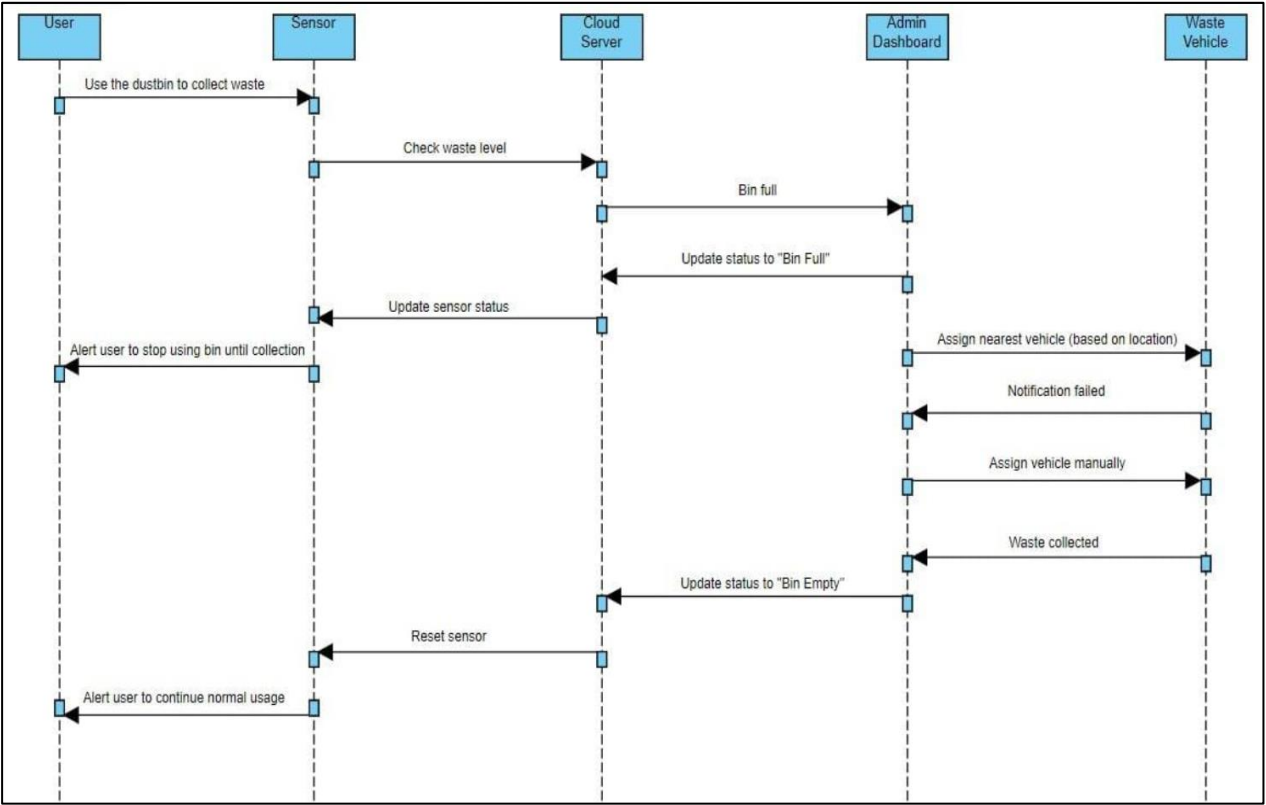 User
Sensor
Cloud
Server
Admin
Dashboard
Waste
Vehicle
Use the dustbin to collect waste
Check waste level
Bin full
Update status to "Bin Full"
Update sensor status
Assign nearest vehicle (based on location)
Alert user to stop using bin until collection
Notification failed
Assign vehicle manually
Waste collected
Update status to "Bin Empty"
Reset sensor
Alert user to continue normal usage